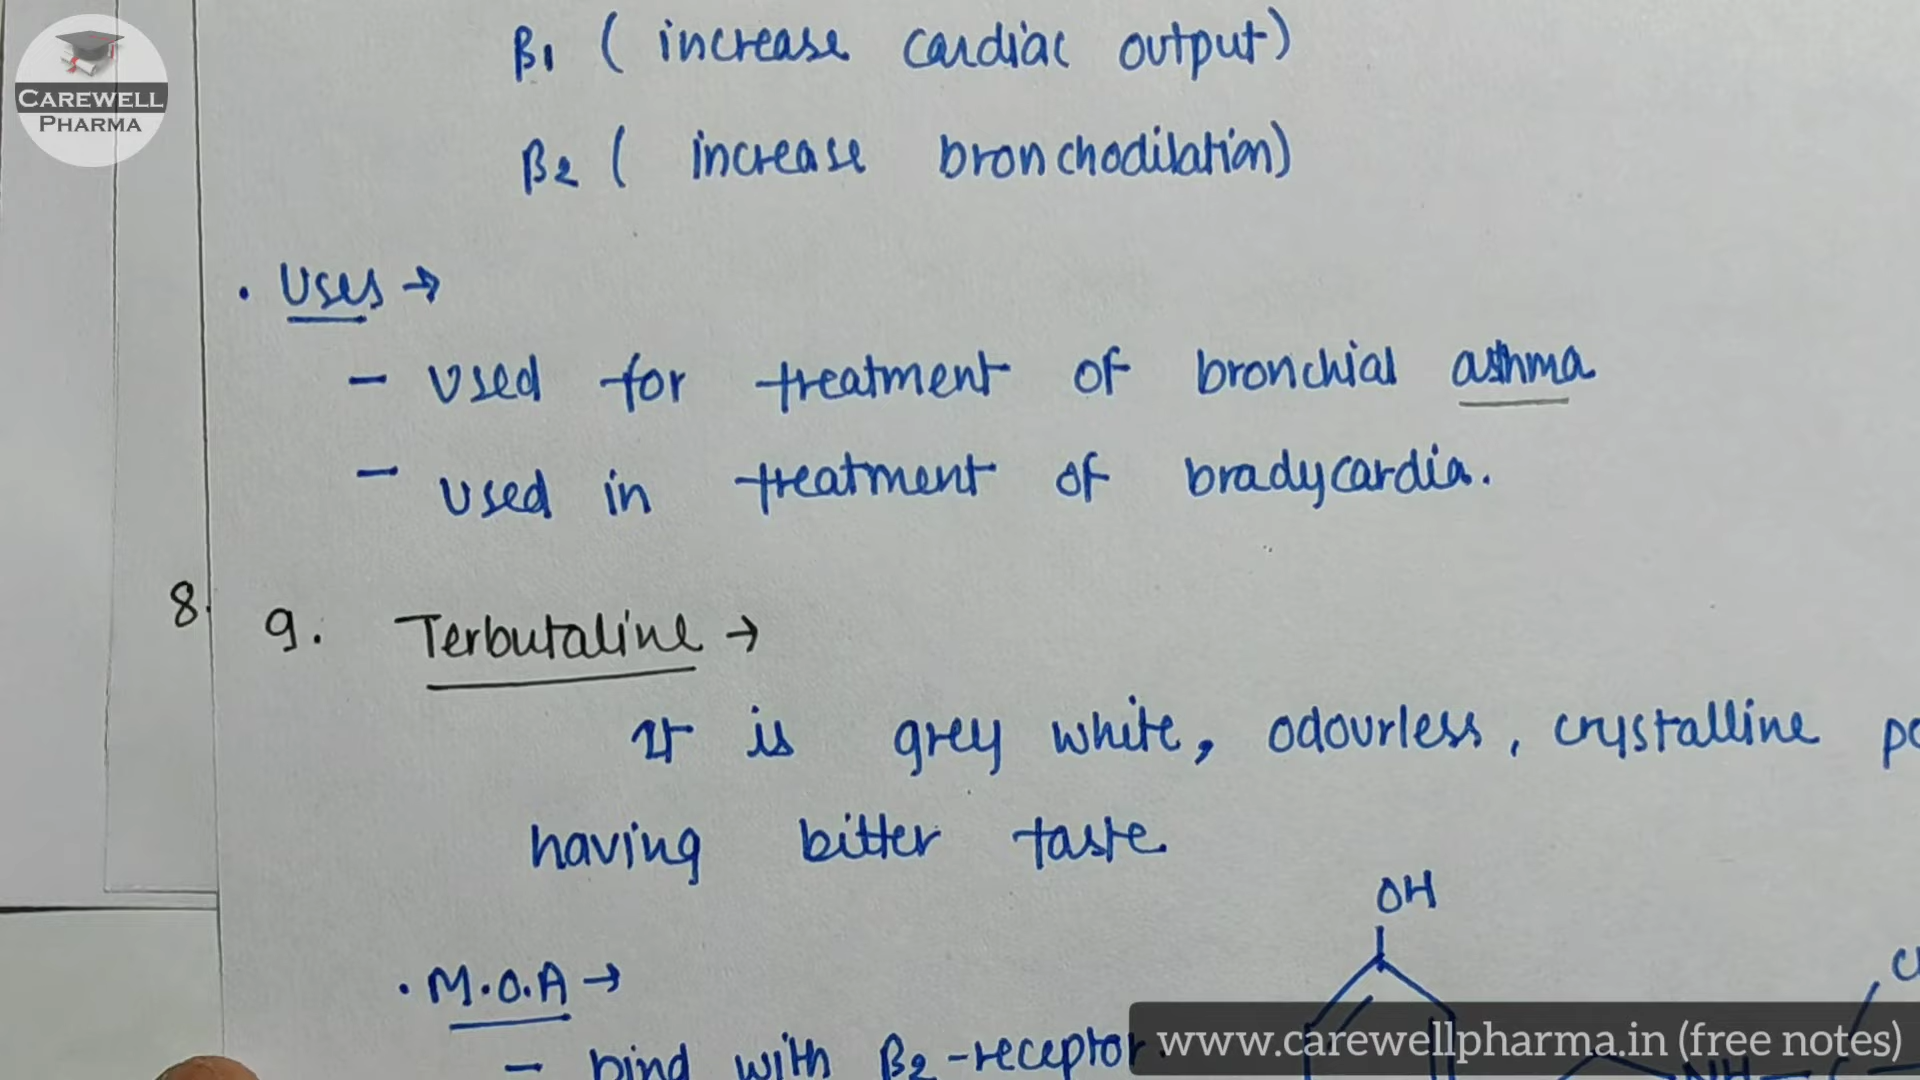 β1 ( increase cardiac output)
CAREWELL
PHARMA
β2 ( increase bronchodilation)
. Uses →
- Used for treatment of bronchial asthma
- used in treatment of bradycardia.
8. 9. Terbutaline →
It is grey white, odourless, crystalline
having bitter taste
OH
. M.O.A →
- bind with β2-receptor.
NH
www.carewellpharma.in (free notes)